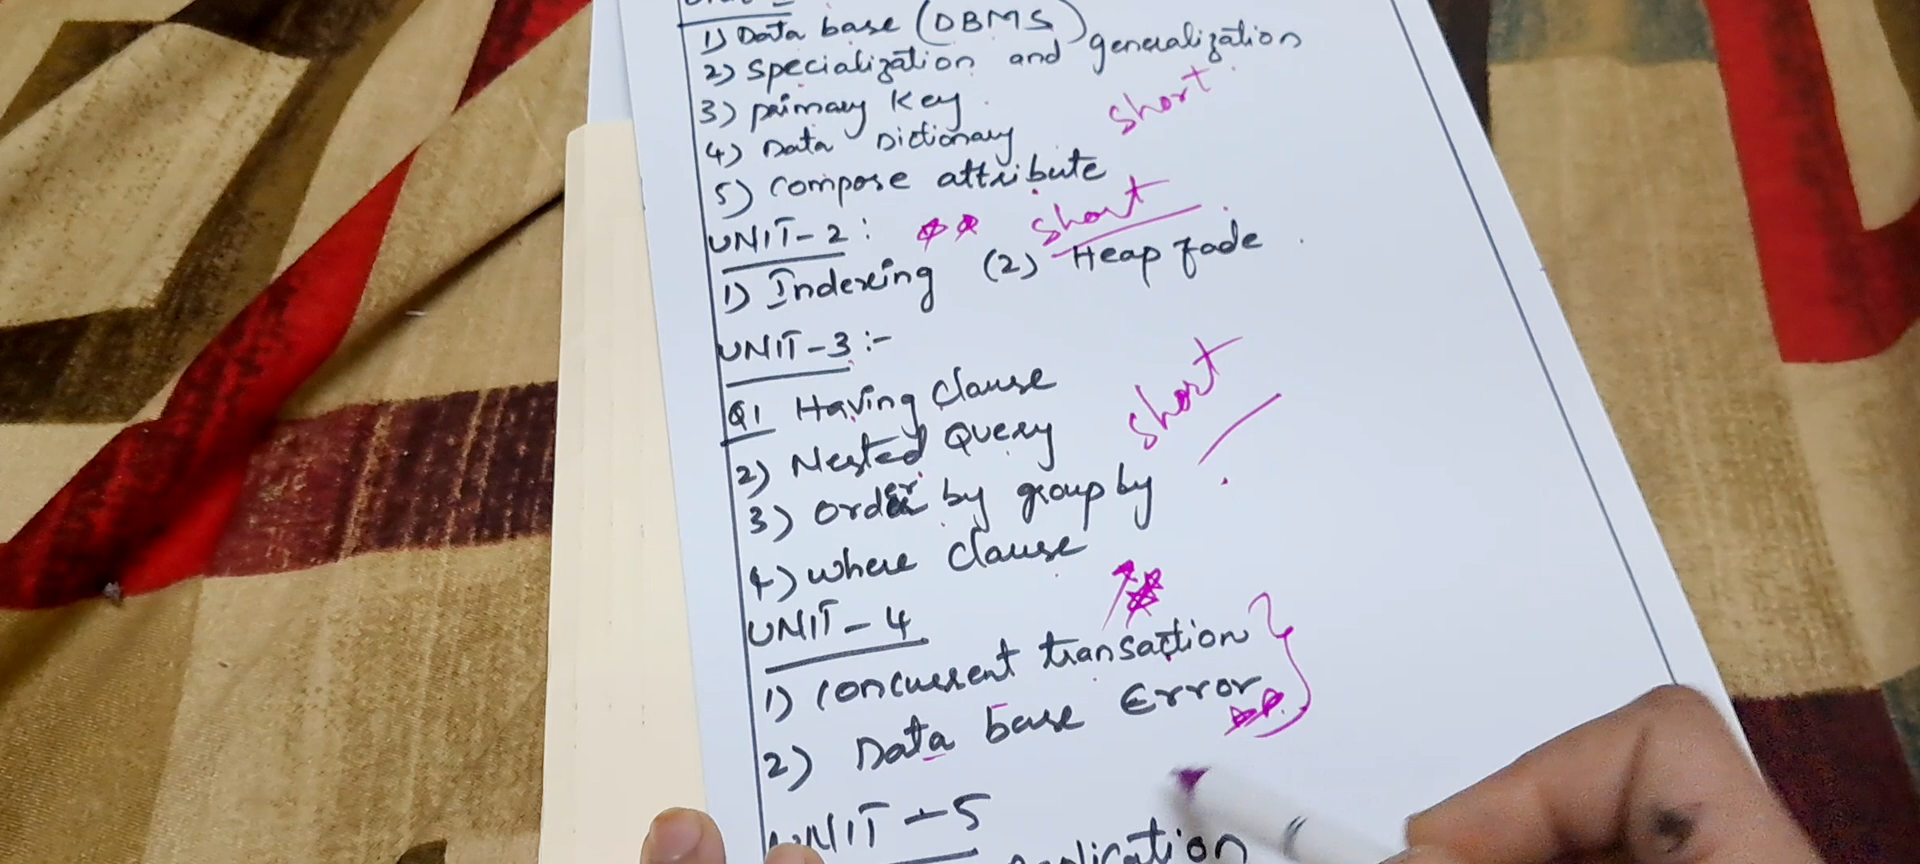 1) Data base (DBMS)
2) specialization and generalization
3) primary key
short
4) Data Dictionary
5) compose attribute
UNIT-2:
short
1) Indexing (2) Heap fade
UNIT-3:-
Q1 Having clause
short
2) Nested Query
3) order by group by
4) where clause
UNIT-4
1) concurrent transaction
2) Data base Error
UNIT-5